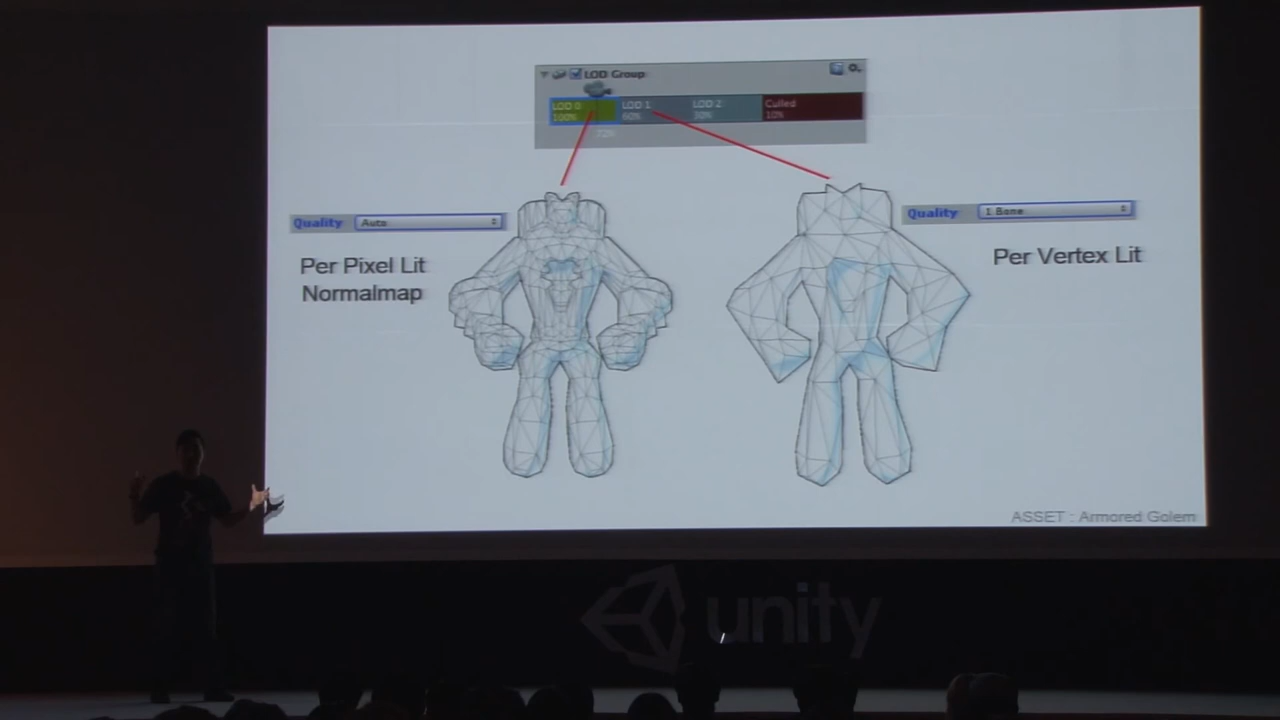 LOD Group
LOD 0 LOD 1 LOD 2 Culled
100% 60% 30% 10%
72%
Quality Auto
Quality 1 Bone
Per Pixel Lit
Normalmap
Per Vertex Lit
ASSET : Armored Golem
unity